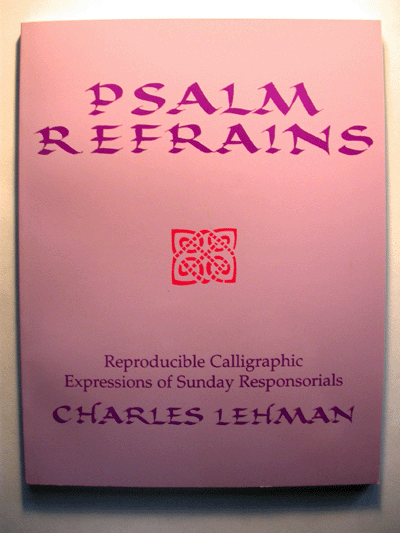 PSALM
REFRAINS
Reproducible Calligraphic
Expressions of Sunday Responsorials
CHARLES LEHMAN